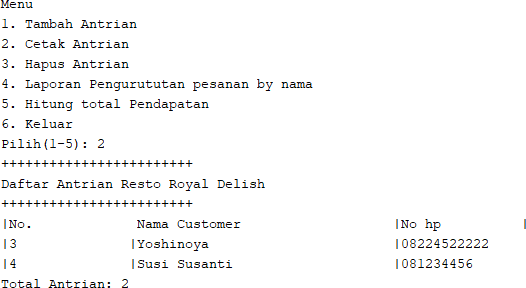 Menu
1. Tambah Antrian
2. Cetak Antrian
3. Hapus Antrian
4. Laporan Pengurututan pesanan by nama
5. Hitung total Pendapatan
6. Keluar
Pilih(1-5): 2
++++++++++++++++++++++++
Daftar Antrian Resto Royal Delish
++++++++++++++++++++++++
|No. Nama Customer |No hp |
|3 |Yoshinoya |08224522222
|4 |Susi Susanti |081234456
Total Antrian: 2